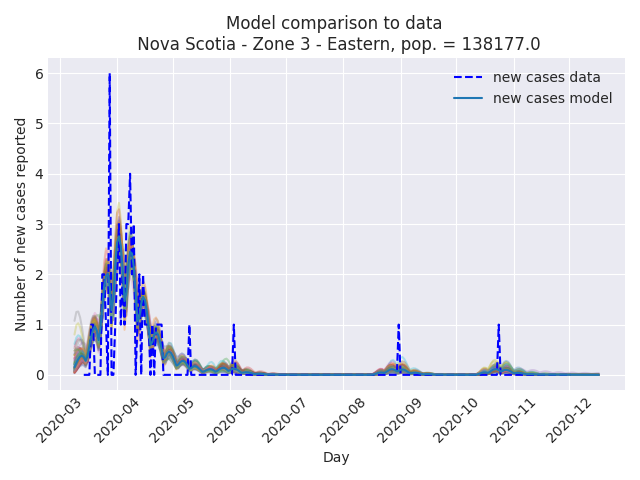 Model comparison to data
Nova Scotia - Zone 3 - Eastern, pop. = 138177.0
new cases data
new cases model
Number of new cases reported
6
5
4
3
2
1
0
2020-03
2020-04
2020-05
2020-06
2020-07
2020-08
2020-09
2020-10
2020-11
2020-12
Day